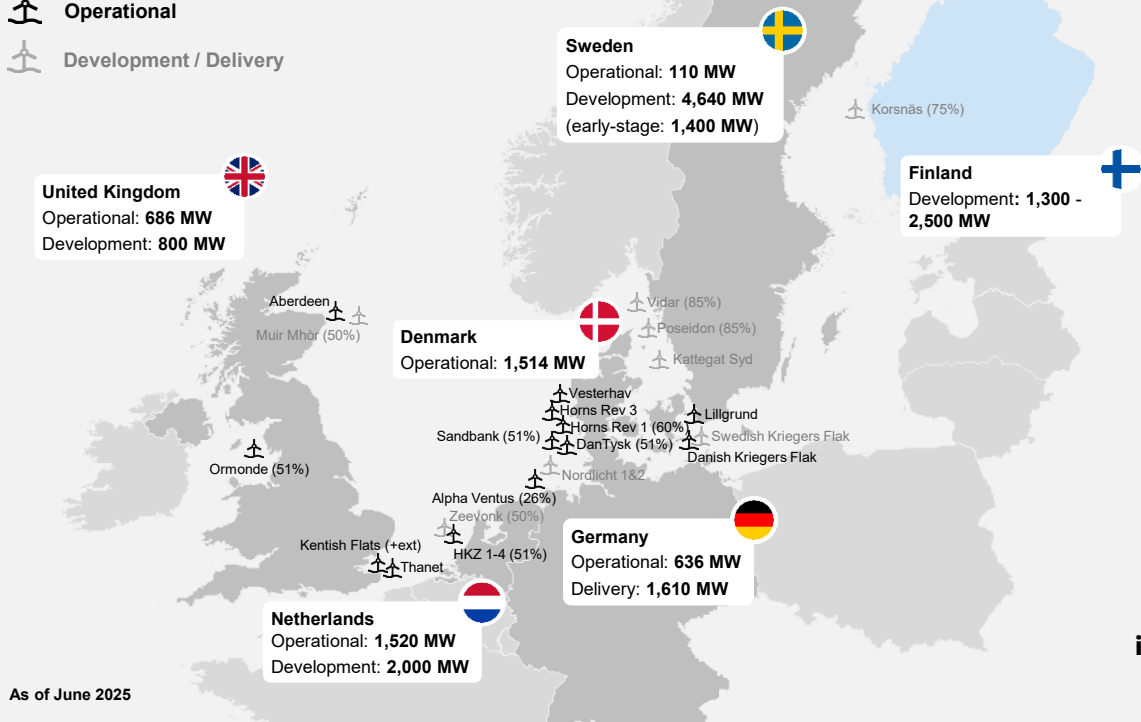 Operational
Development / Delivery
Sweden
Operational: 110 MW
Development: 4,640 MW
(early-stage: 1,400 MW)
Korsnäs (75%)
Finland
Development: 1,300 -
2,500 MW
United Kingdom
Operational: 686 MW
Development: 800 MW
Aberdeen
Muir Mhòr (50%)
Denmark
Operational: 1,514 MW
Vidar (85%)
Poseidon (85%)
Kattegat Syd
Vesterhav
Horns Rev 3
Horns Rev 1 (60%)
Sandbank (51%)
DanTysk (51%)
Lillgrund
Swedish Kriegers Flak
Danish Kriegers Flak
Ormonde (51%)
Nordlicht 1&2
Alpha Ventus (26%)
Zeevonk (50%)
HKZ 1-4 (51%)
Kentish Flats (+ext)
Thanet
Germany
Operational: 636 MW
Delivery: 1,610 MW
Netherlands
Operational: 1,520 MW
Development: 2,000 MW
As of June 2025
i